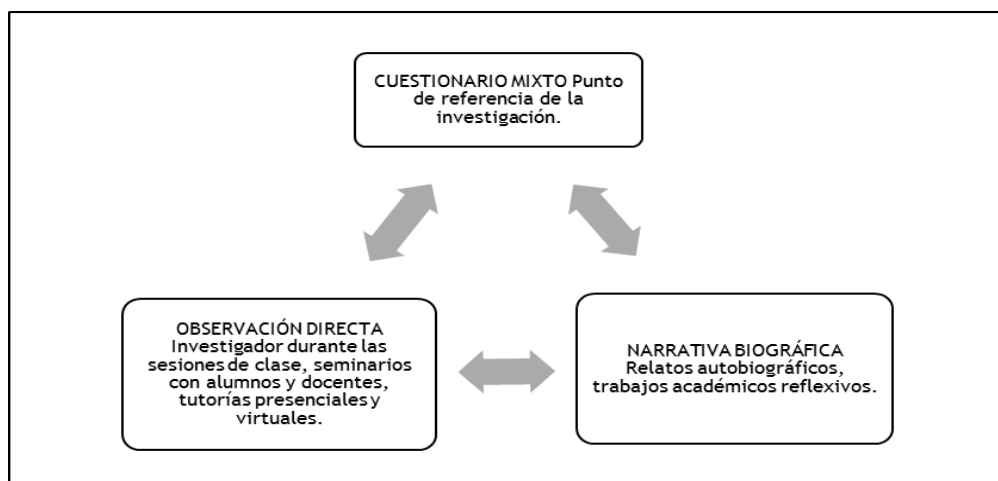 CUESTIONARIO MIXTO Punto
de referencia de la
investigación.
OBSERVACIÓN DIRECTA
Investigador durante las
sesiones de clase, seminarios
con alumnos y docentes,
tutorías presenciales y
virtuales.
NARRATIVA BIOGRÁFICA
Relatos autobiográficos,
trabajos académicos reflexivos.